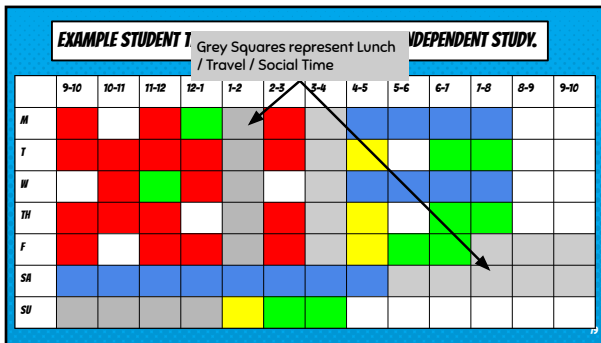 EXAMPLE STUDENT T
NDEPENDENT STUDY.
Grey Squares represent Lunch
/ Travel / Social Time
9-10 10-11 11-12 12-1 1-2 2-3 3-4 4-5 5-6 6-7 7-8 8-9 9-10
M
T
W
TH
F
SA
SU